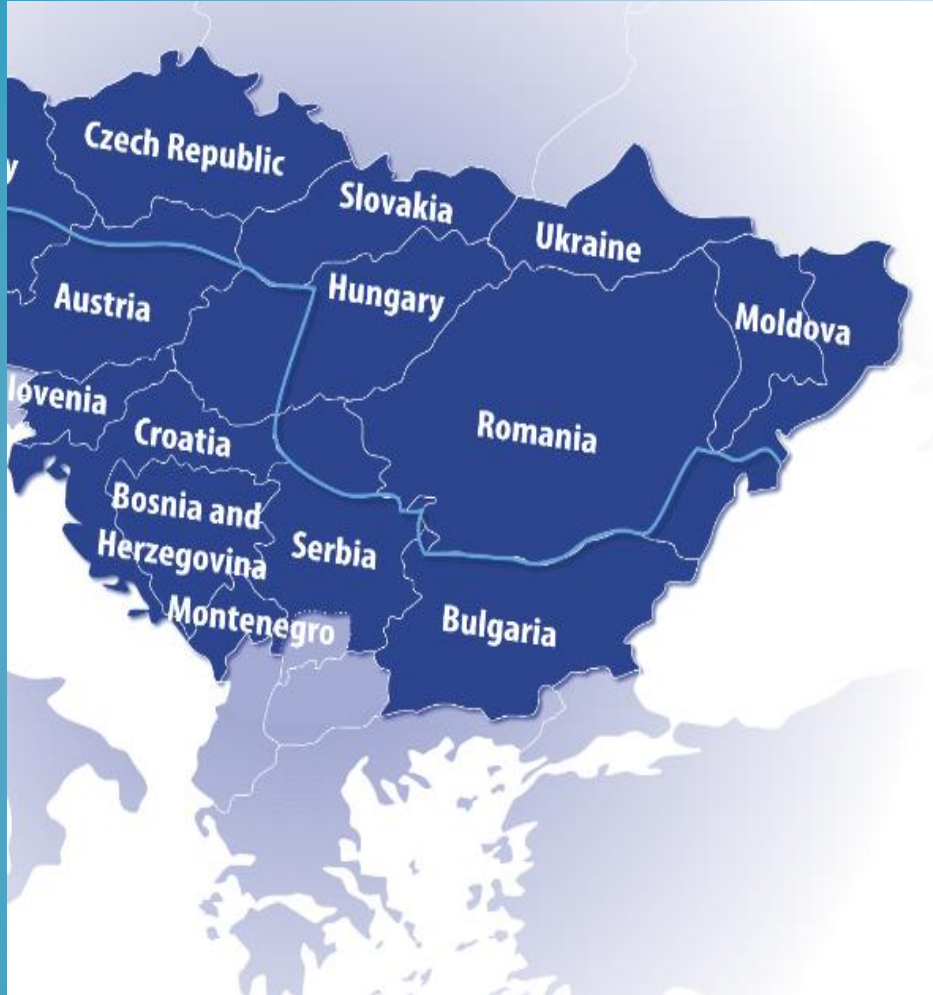 Czech Republic
y
Slovakia
Ukraine
Austria
Hungary
Moldova
lovenia
Croatia
Romania
Bosnia and
Herzegovina
Serbia
Montenegro
Bulgaria